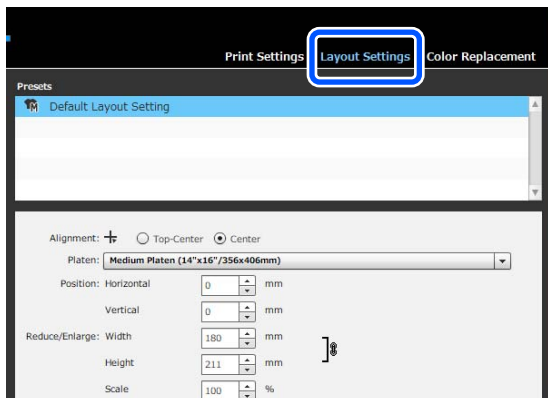 Print Settings Layout Settings Color Replacement
Presets
M Default Layout Setting
Alignment: Top-Center Center
Platen: Medium Platen (14"x16"/356x406mm)
Position: Horizontal 0 mm
Vertical 0 mm
Reduce/Enlarge: Width 180 mm
Height 211 mm
Scale 100 %